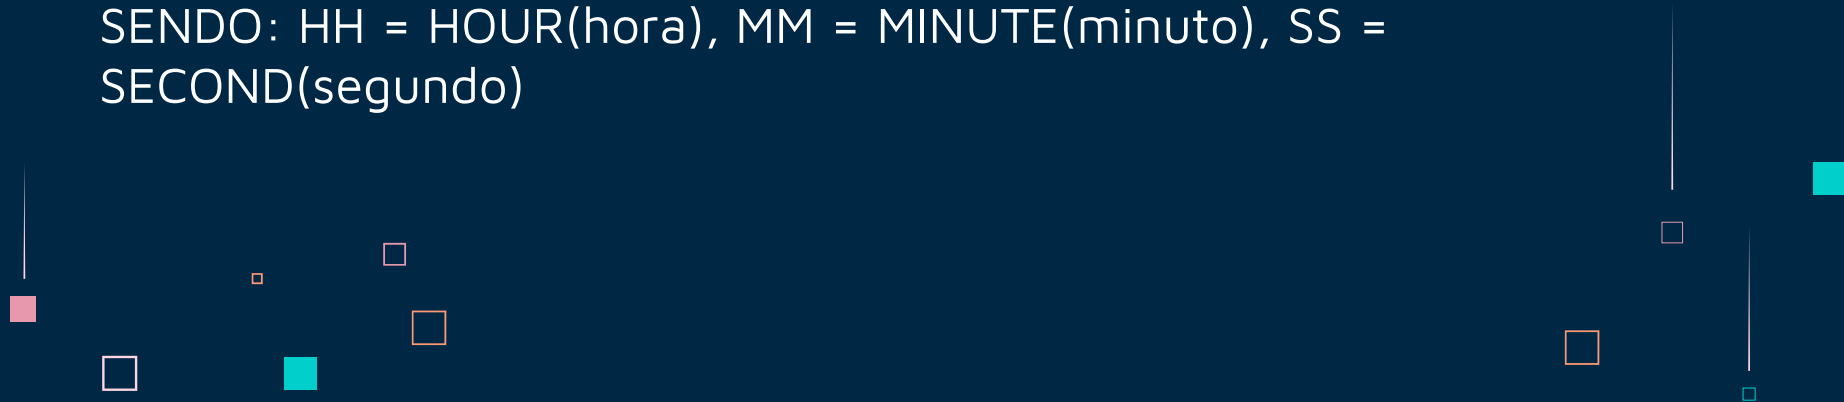 SENDO: HH = HOUR(hora), MM = MINUTE(minuto), SS =
SECOND(segundo)